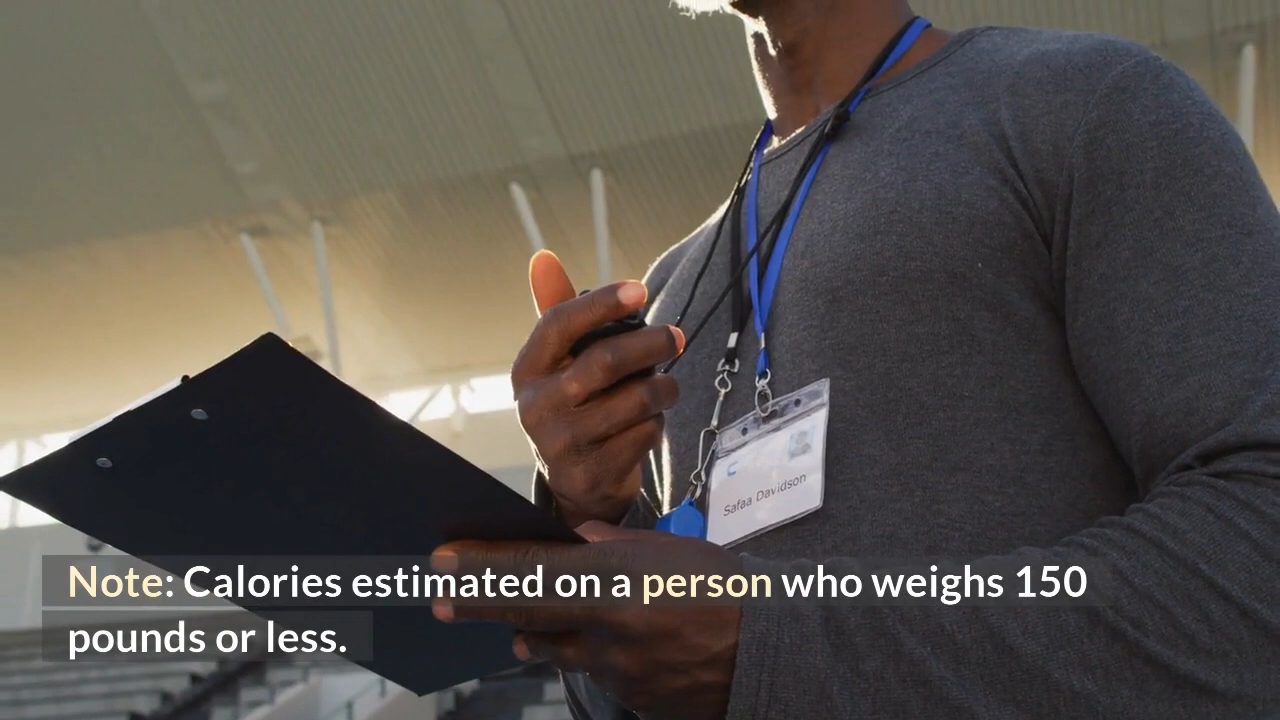 Safaa Davidson
Note: Calories estimated on a person who weighs 150
pounds or less.